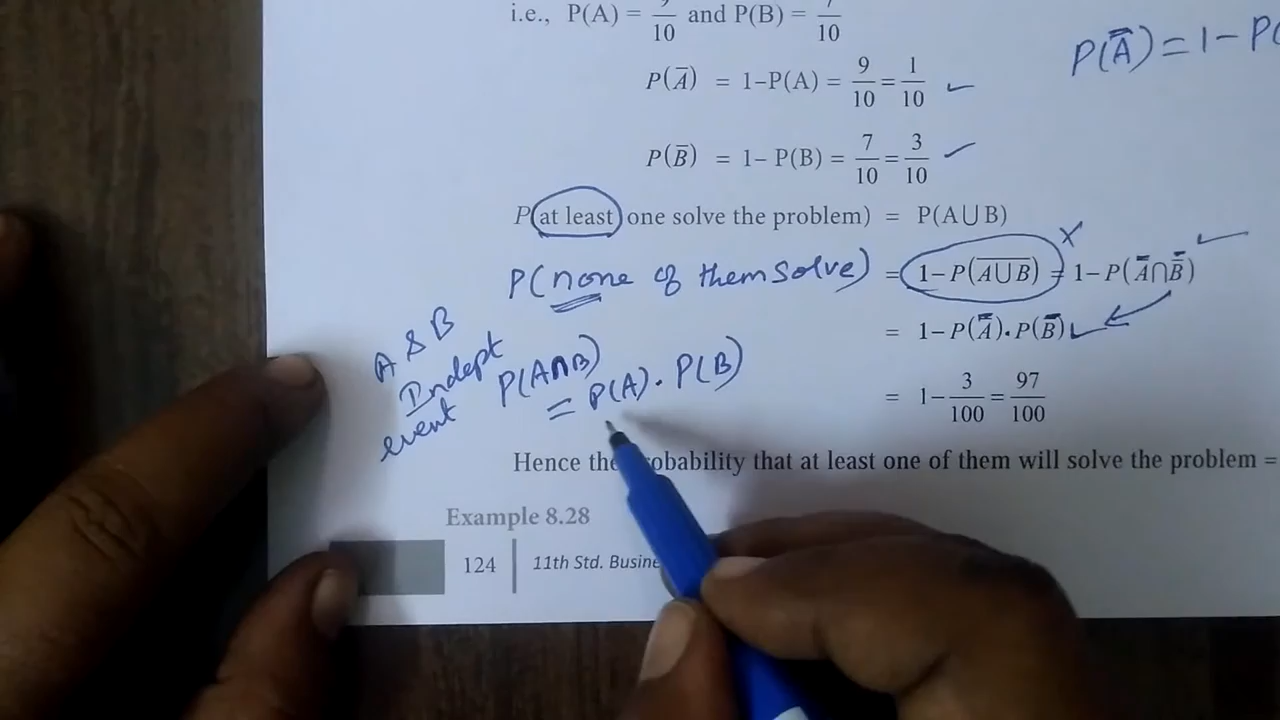 i.e., P(A) = 9/10 and P(B) = 7/10
P(A̅) = 1-P
P(A̅) = 1–P(A) = 9/10 = 1/10 ✓
P(B̅) = 1– P(B) = 7/10 = 3/10 ✓
P at least one solve the problem) = P(A∪B)
P(none of them solve) = 1–P(A∪B)‾ = 1–P(A̅∩B̅) ✓
= 1–P(A̅).P(B̅) ✓
A & B
Indept
event
P(A∩B)
= P(A) . P(B)
= 1– 3/100 = 97/100
Hence the probability that at least one of them will solve the problem =
Example 8.28
124 | 11th Std. Busine